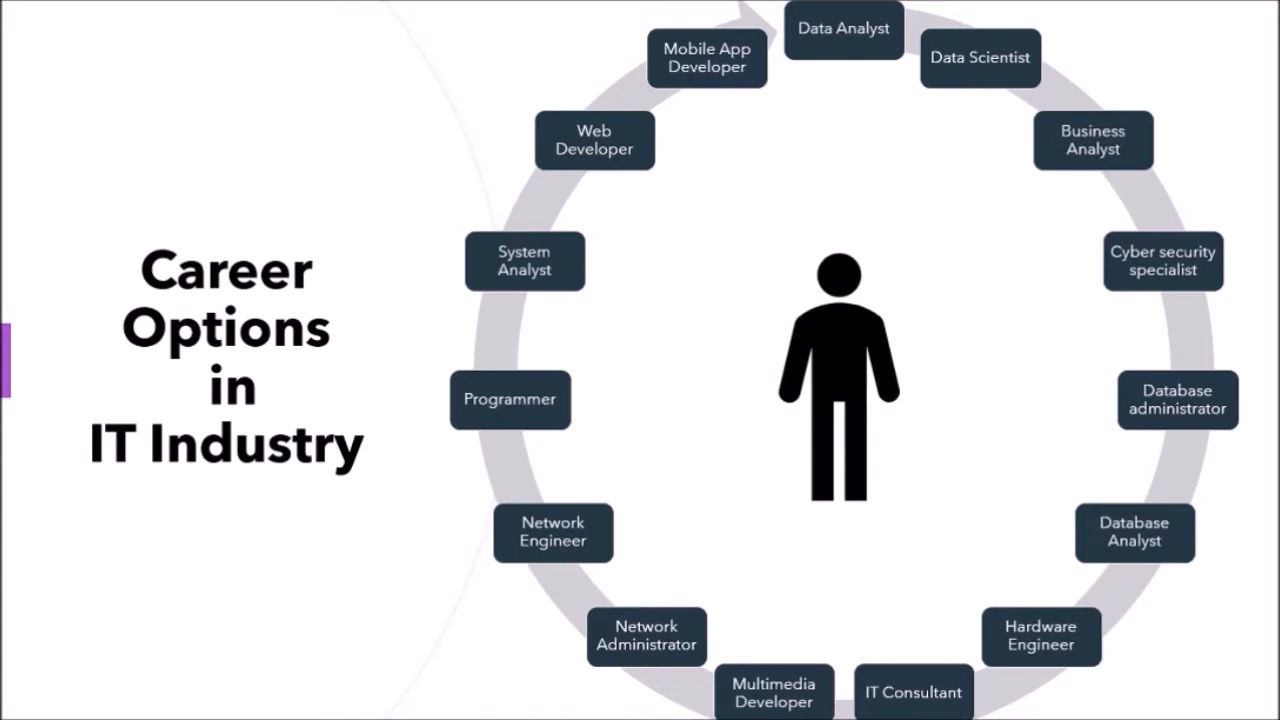 Career
Options
in
IT Industry
Data Analyst
Data Scientist
Business
Analyst
Cyber security
specialist
Database
administrator
Database
Analyst
Hardware
Engineer
IT Consultant
Multimedia
Developer
Network
Administrator
Network
Engineer
Programmer
System
Analyst
Web
Developer
Mobile App
Developer